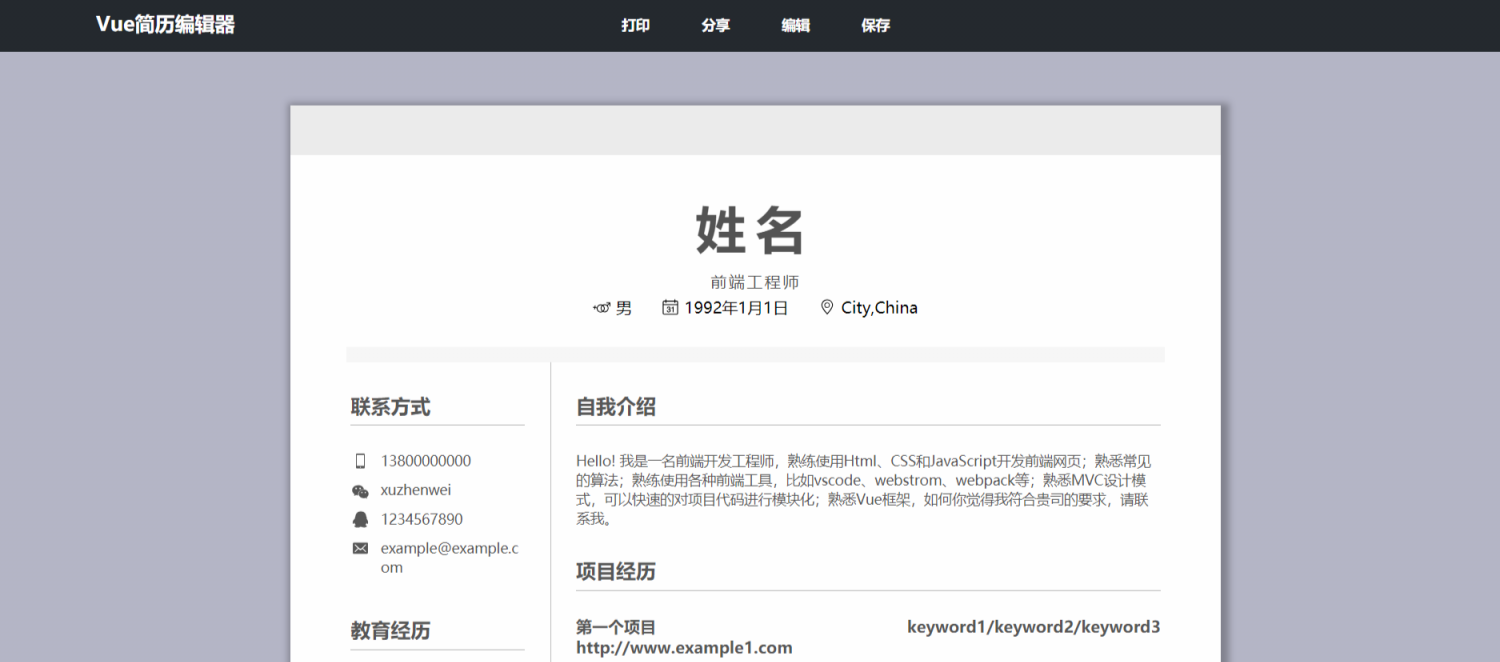 Vue简历编辑器
打印 分享 编辑 保存
姓名
前端工程师
男 31 1992年1月1日 City,China
联系方式
13800000000
xuzhenwei
1234567890
example@example.c
om
教育经历
自我介绍
Hello! 我是一名前端开发工程师，熟练使用Html、CSS和JavaScript开发前端网页；熟悉常见
的算法；熟练使用各种前端工具，比如vscode、webstrom、webpack等；熟悉MVC设计模
式，可以快速的对项目代码进行模块化；熟悉Vue框架，如何你觉得我符合贵司的要求，请联
系我。
项目经历
第一个项目 keyword1/keyword2/keyword3
http://www.example1.com